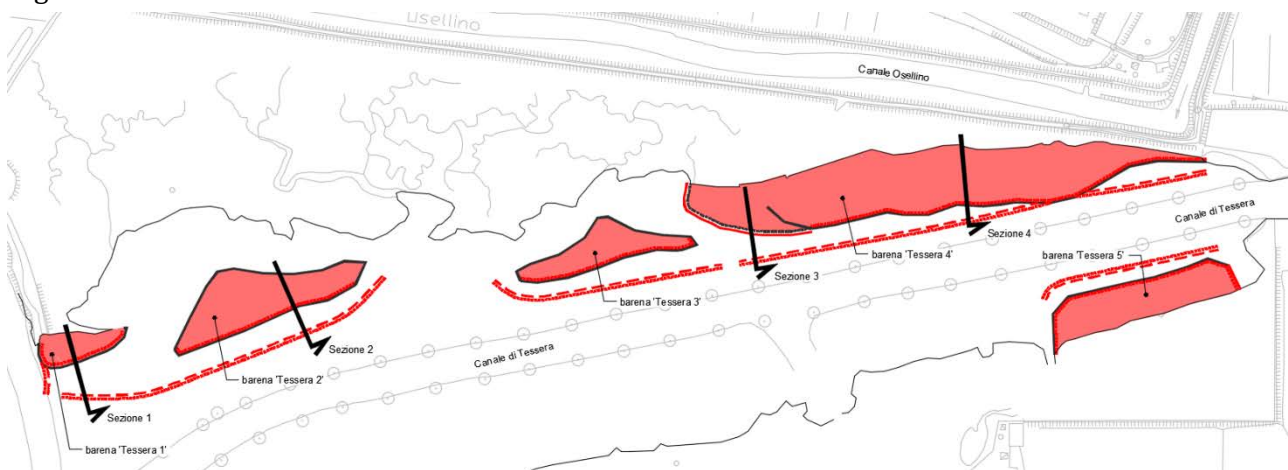 Osellino
Canale Osellino
Canale di Tessera
Sezione 4
barena 'Tessera 4'
barena 'Tessera 5'
Sezione 3
barena 'Tessera 3'
Sezione 2
Canale di Tessera
barena 'Tessera 2'
Sezione 1
barena 'Tessera 1'